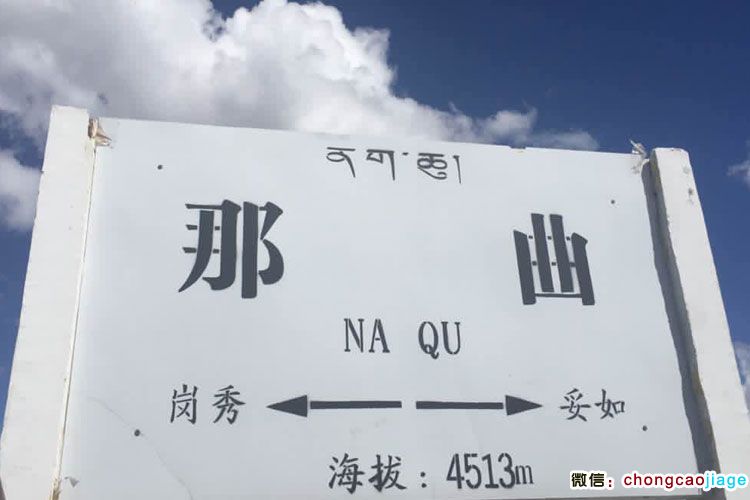 ནག་ཆུ།
那曲
NA QU
岗秀 妥如
海拔：4513m
微信：chongcaojiage